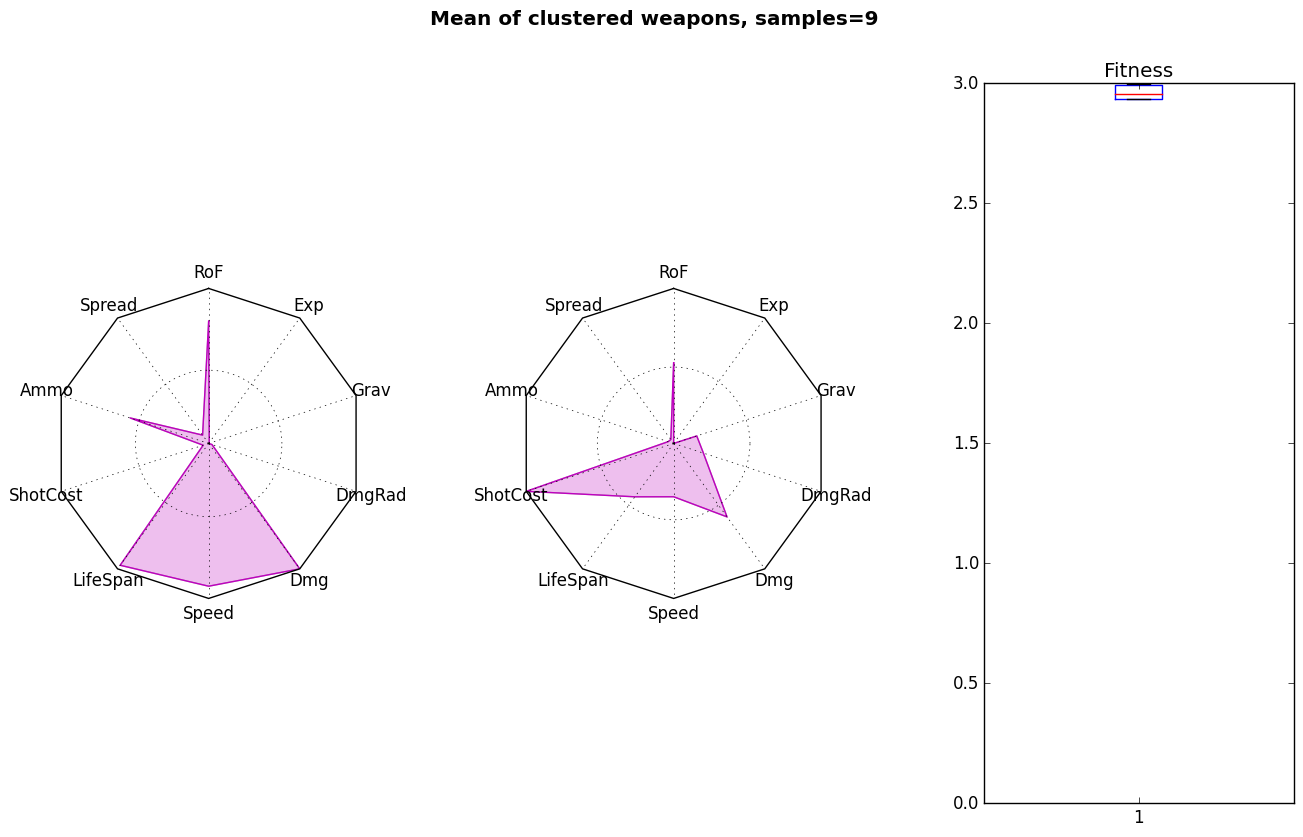 Mean of clustered weapons, samples=9
RoF
Exp
Spread
Grav
Ammo
DmgRad
ShotCost
Dmg
LifeSpan
Speed
RoF
Exp
Spread
Grav
Ammo
DmgRad
ShotCost
Dmg
LifeSpan
Speed
Fitness
3.0
2.5
2.0
1.5
1.0
0.5
0.0
1